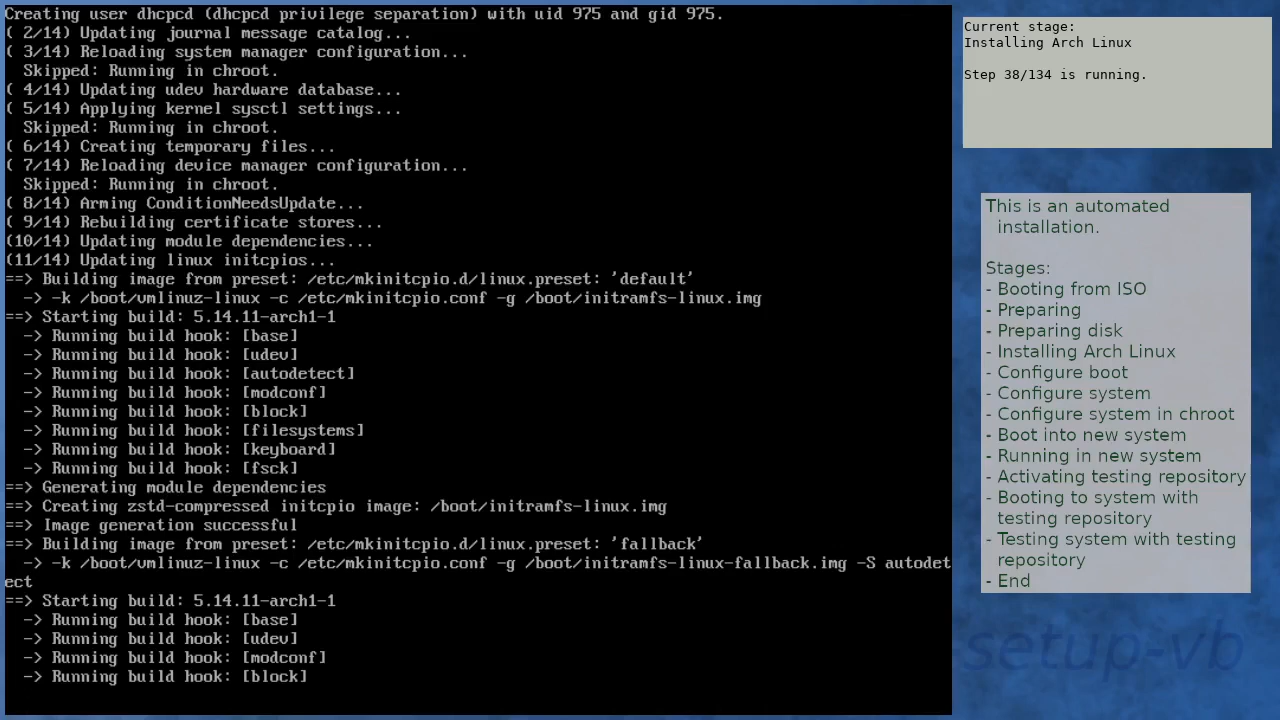 Creating user dhcpcd (dhcpcd privilege separation) with uid 975 and gid 975.
( 2/14) Updating journal message catalog...
( 3/14) Reloading system manager configuration...
  Skipped: Running in chroot.
( 4/14) Updating udev hardware database...
( 5/14) Applying kernel sysctl settings...
  Skipped: Running in chroot.
( 6/14) Creating temporary files...
( 7/14) Reloading device manager configuration...
  Skipped: Running in chroot.
( 8/14) Arming ConditionNeedsUpdate...
( 9/14) Rebuilding certificate stores...
(10/14) Updating module dependencies...
(11/14) Updating linux initcpios...
==> Building image from preset: /etc/mkinitcpio.d/linux.preset: 'default'
  -> -k /boot/vmlinuz-linux -c /etc/mkinitcpio.conf -g /boot/initramfs-linux.img
==> Starting build: 5.14.11-arch1-1
  -> Running build hook: [base]
  -> Running build hook: [udev]
  -> Running build hook: [autodetect]
  -> Running build hook: [modconf]
  -> Running build hook: [block]
  -> Running build hook: [filesystems]
  -> Running build hook: [keyboard]
  -> Running build hook: [fsck]
==> Generating module dependencies
==> Creating zstd-compressed initcpio image: /boot/initramfs-linux.img
==> Image generation successful
==> Building image from preset: /etc/mkinitcpio.d/linux.preset: 'fallback'
  -> -k /boot/vmlinuz-linux -c /etc/mkinitcpio.conf -g /boot/initramfs-linux-fallback.img -S autodet
ect
==> Starting build: 5.14.11-arch1-1
  -> Running build hook: [base]
  -> Running build hook: [udev]
  -> Running build hook: [modconf]
  -> Running build hook: [block]
Current stage:
Installing Arch Linux
Step 38/134 is running.
This is an automated
installation.
Stages:
- Booting from ISO
- Preparing
- Preparing disk
- Installing Arch Linux
- Configure boot
- Configure system
- Configure system in chroot
- Boot into new system
- Running in new system
- Activating testing repository
- Booting to system with
testing repository
- Testing system with testing
repository
- End
setup-vb